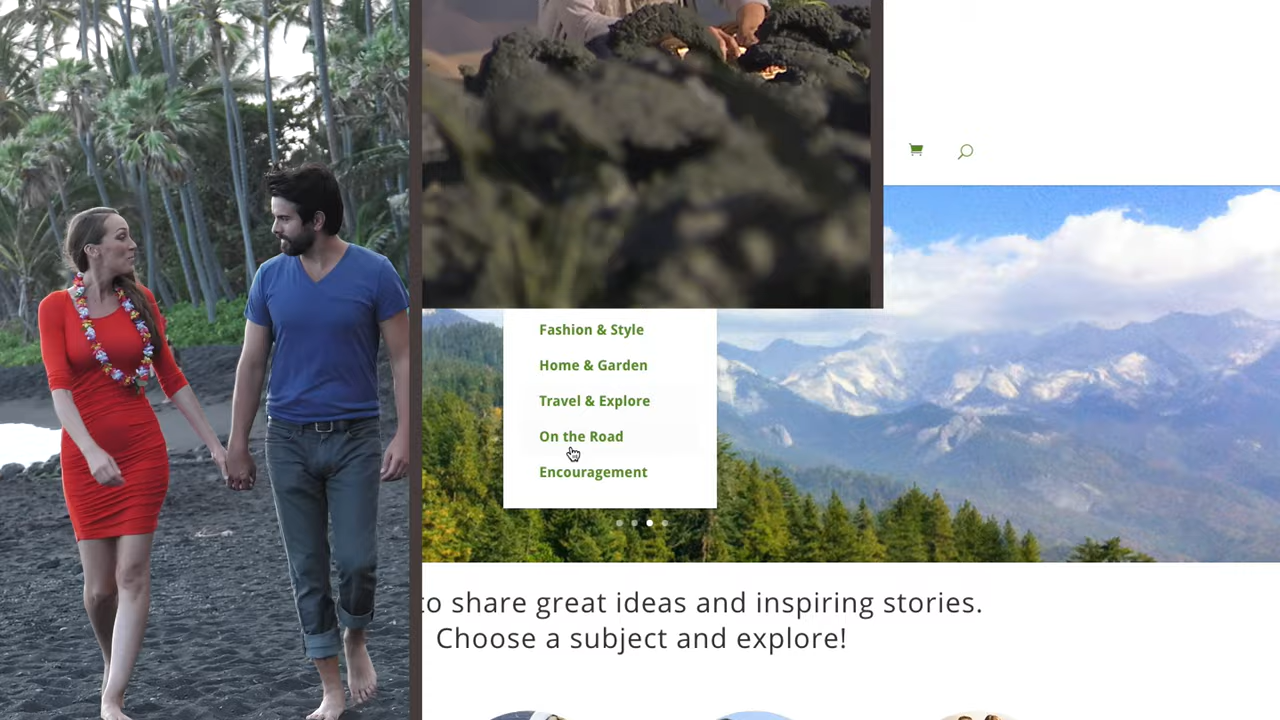 Fashion & Style
Home & Garden
Travel & Explore
On the Road
Encouragement
to share great ideas and inspiring stories.
Choose a subject and explore!